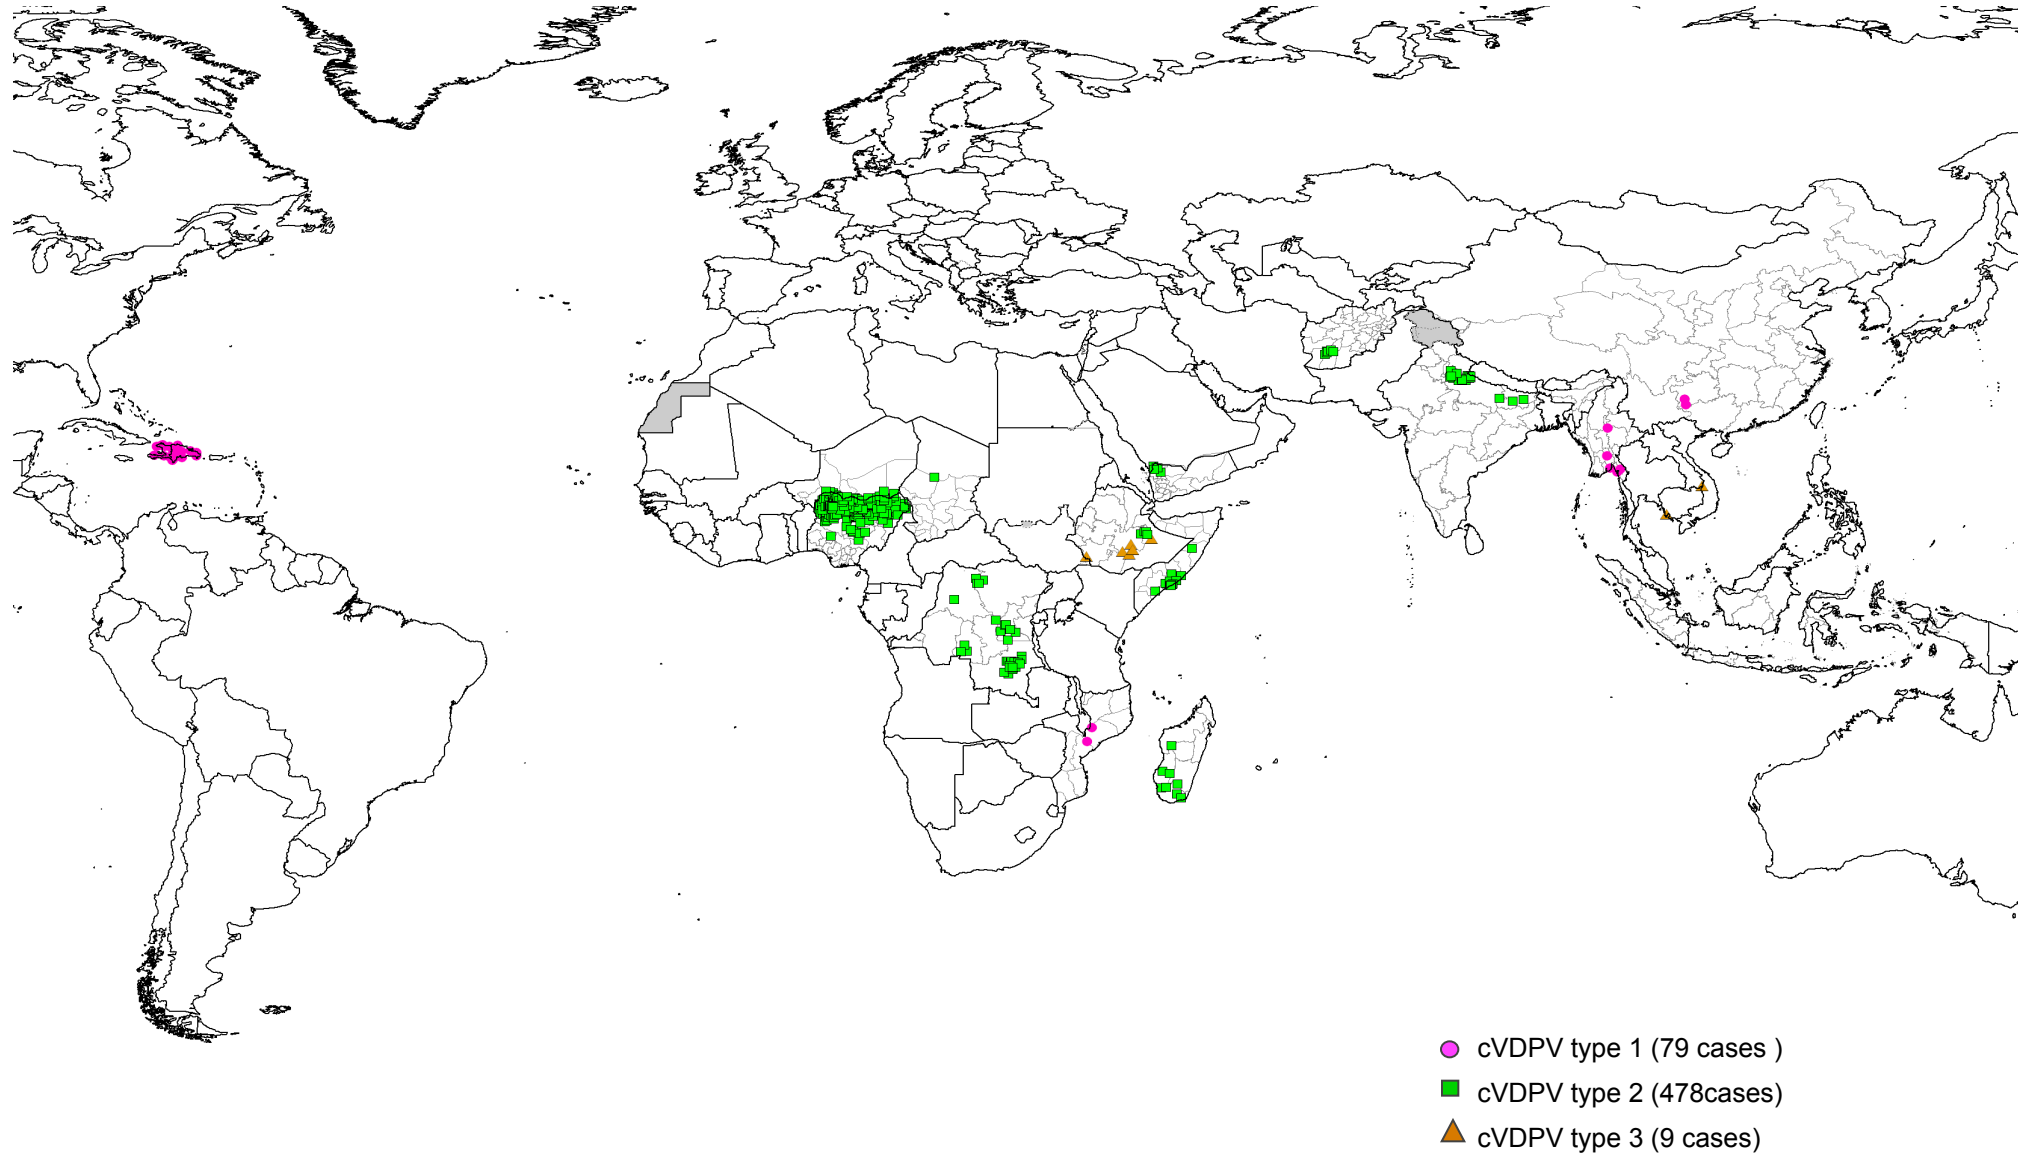 cVDPV type 1 (79 cases )
cVDPV type 2 (478cases)
cVDPV type 3 (9 cases)